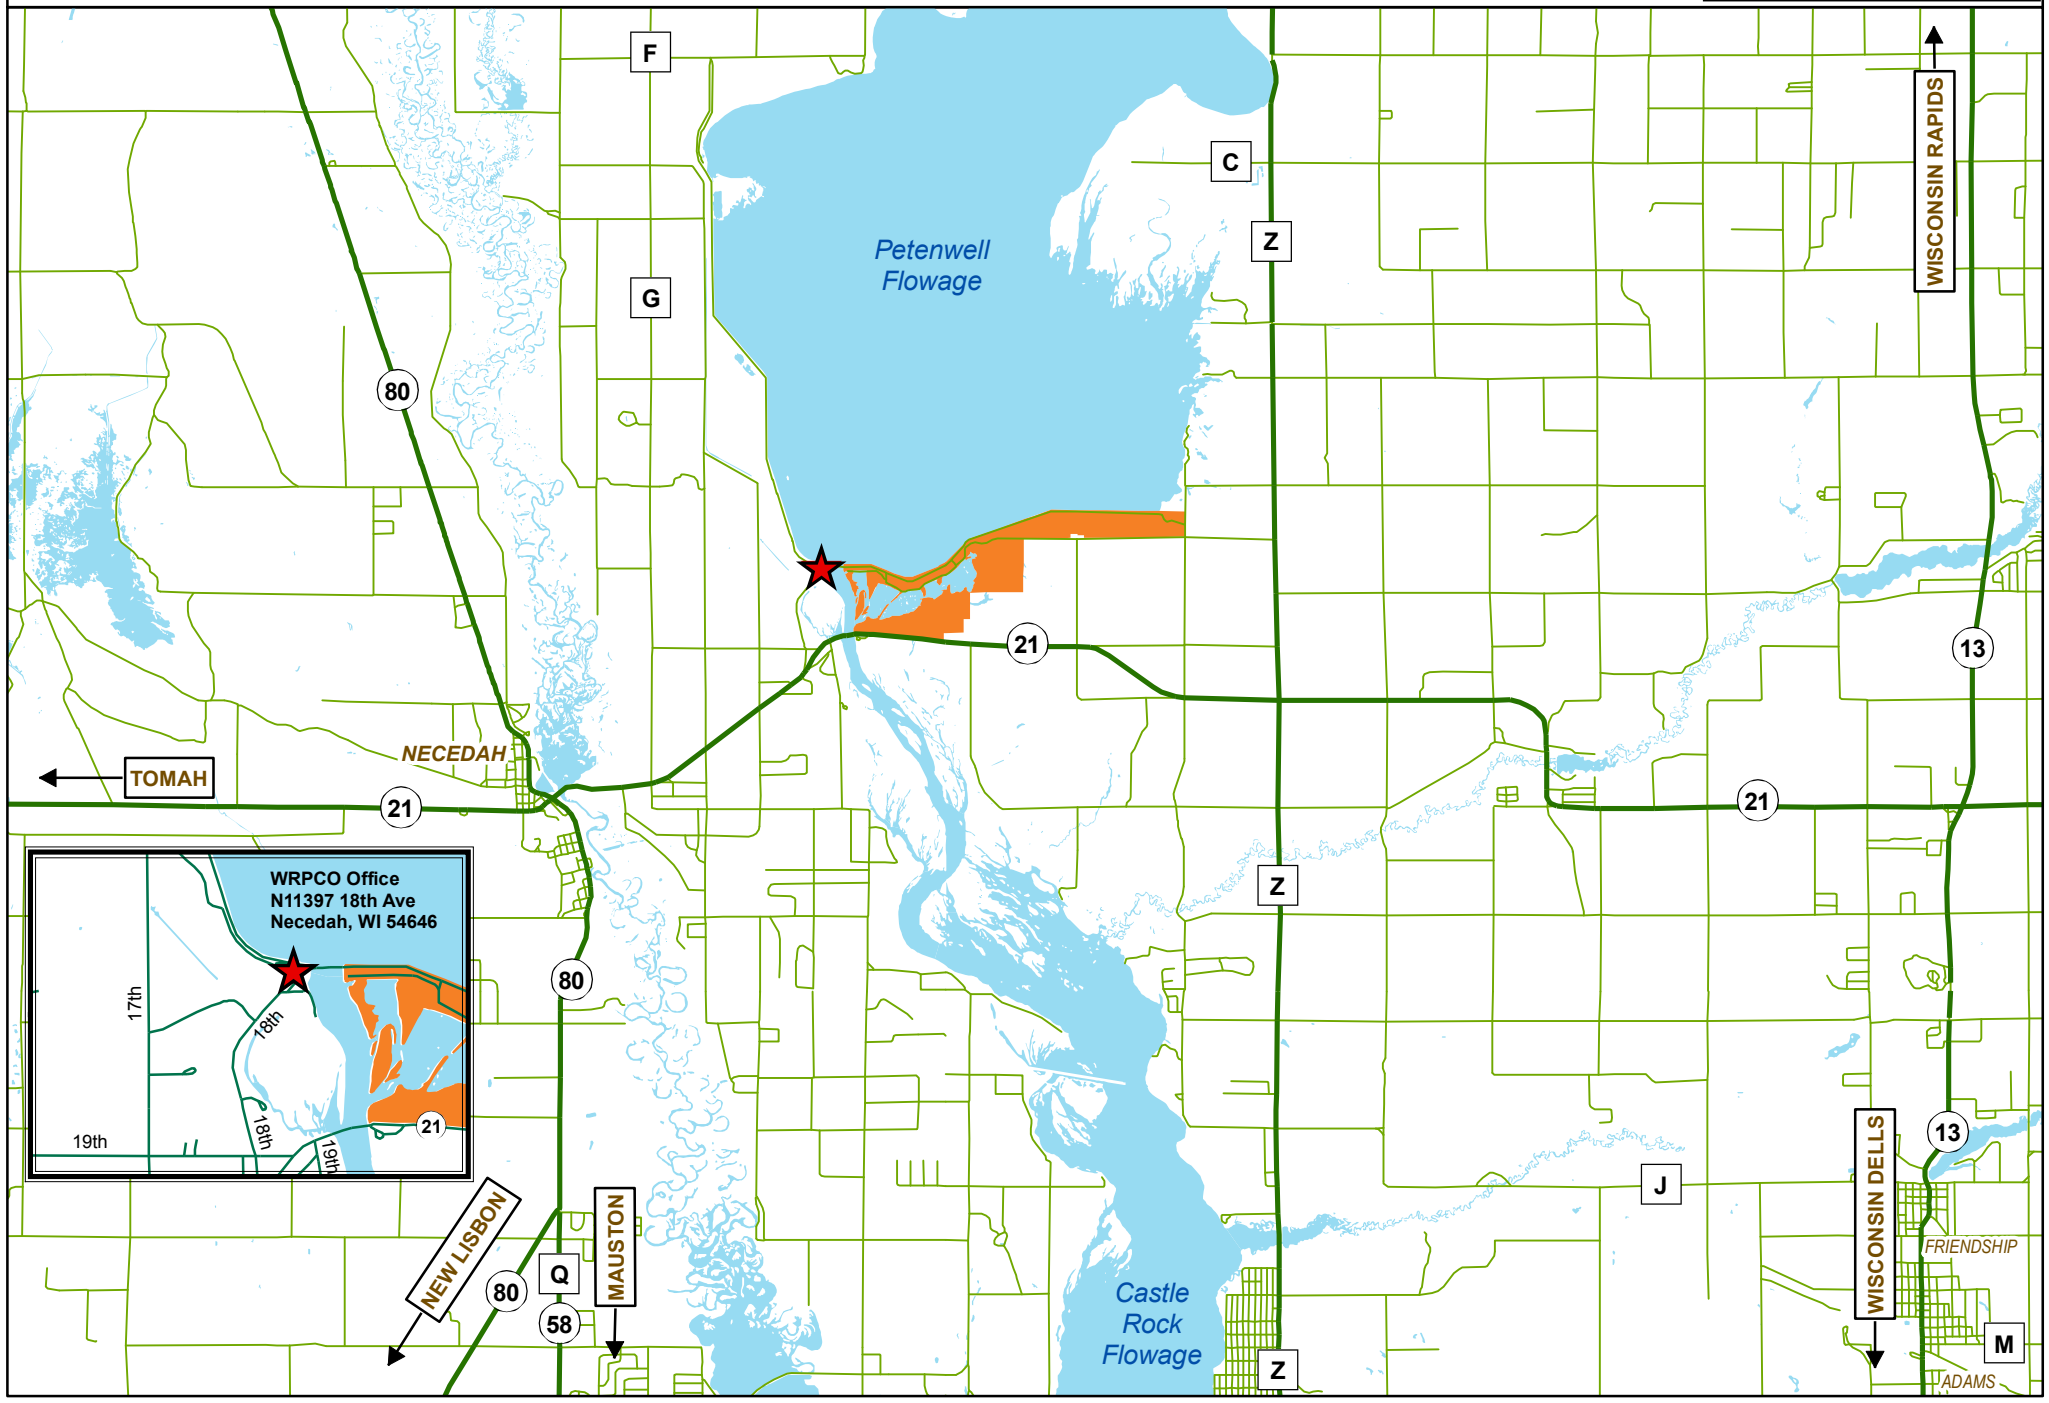 F
WISCONSIN RAPIDS
C
Z
Petenwell
Flowage
G
80
21
13
NECEDAH
TOMAH
21
21
WRPCO Office
N11397 18th Ave
Necedah, WI 54646
17th
18th
18th
19th
19th
21
Z
80
13
J
NEW LISBON
MAUSTON
WISCONSIN DELLS
FRIENDSHIP
Q
80
58
Castle
Rock
Flowage
Z
M
ADAMS